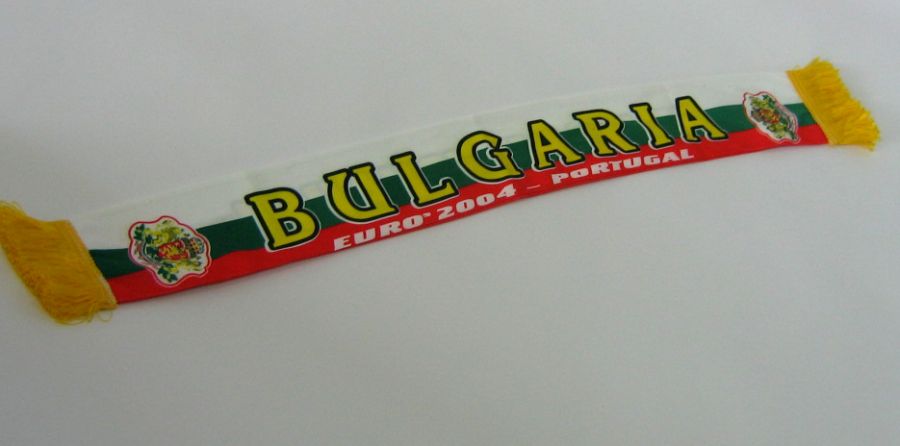 BULGARIA
EURO 2004 - PORTUGAL